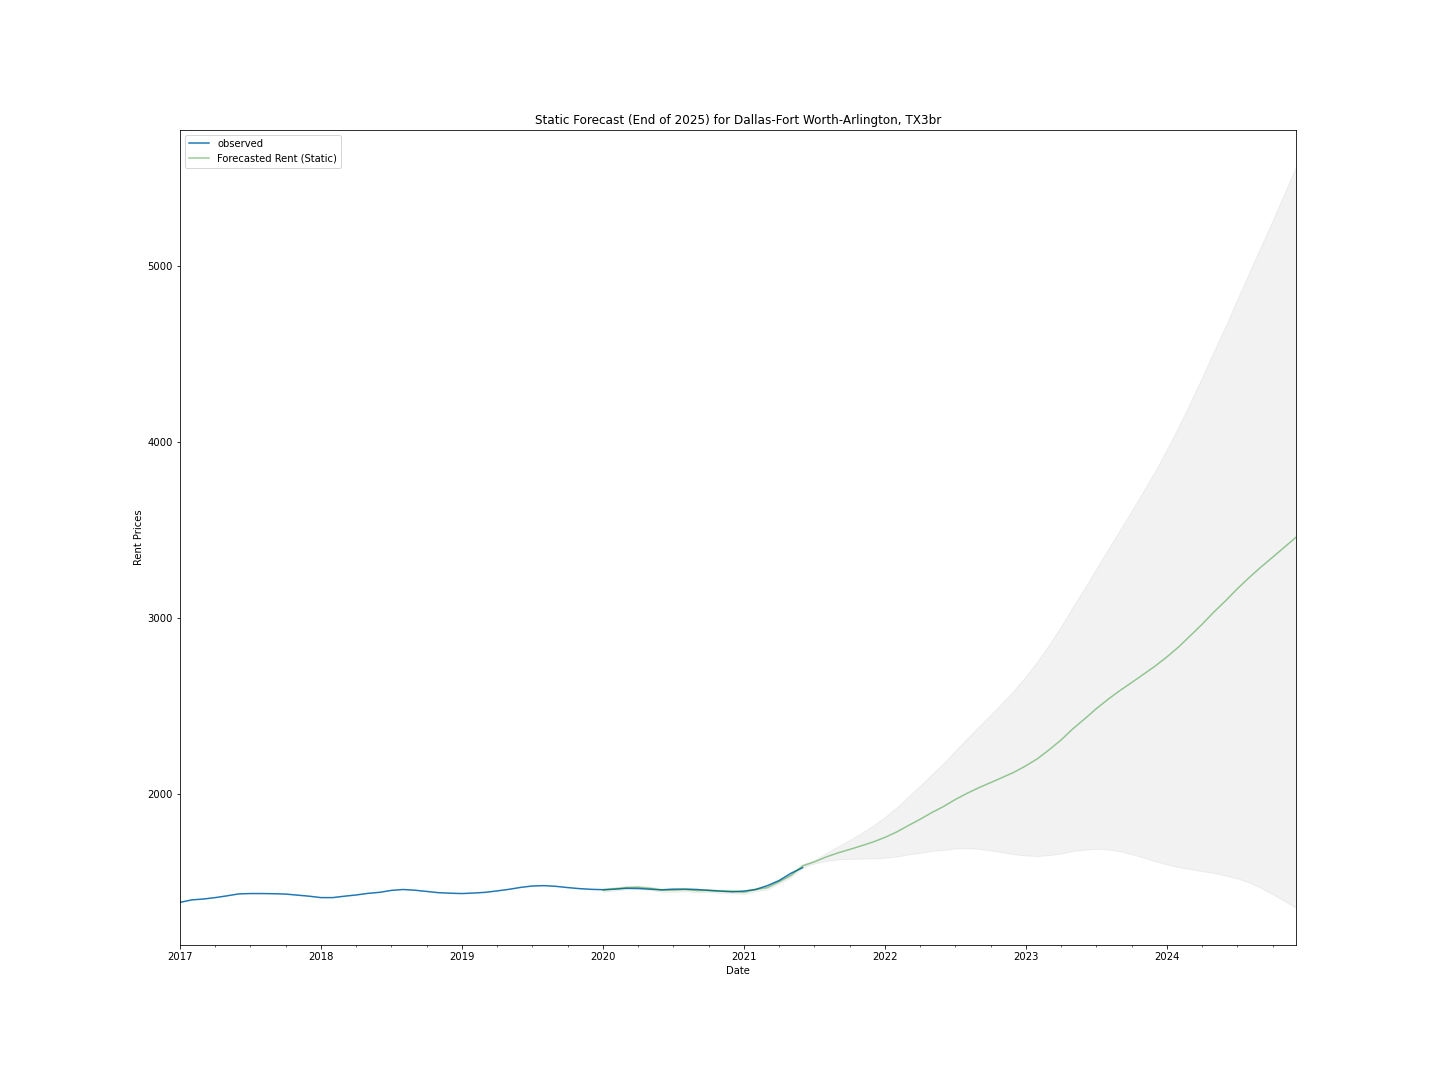 Static Forecast (End of 2025) for Dallas-Fort Worth-Arlington, TX3br
observed
Forecasted Rent (Static)
5000
4000
3000
2000
Rent Prices
2017 2018 2019 2020 2021 2022 2023 2024
Date